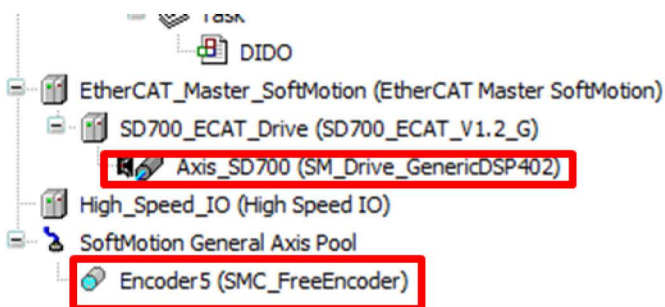 Task
DIDO
EtherCAT_Master_SoftMotion (EtherCAT Master SoftMotion)
SD700_ECAT_Drive (SD700_ECAT_V1.2_G)
Axis_SD700 (SM_Drive_GenericDSP402)
High_Speed_IO (High Speed IO)
SoftMotion General Axis Pool
Encoder5 (SMC_FreeEncoder)